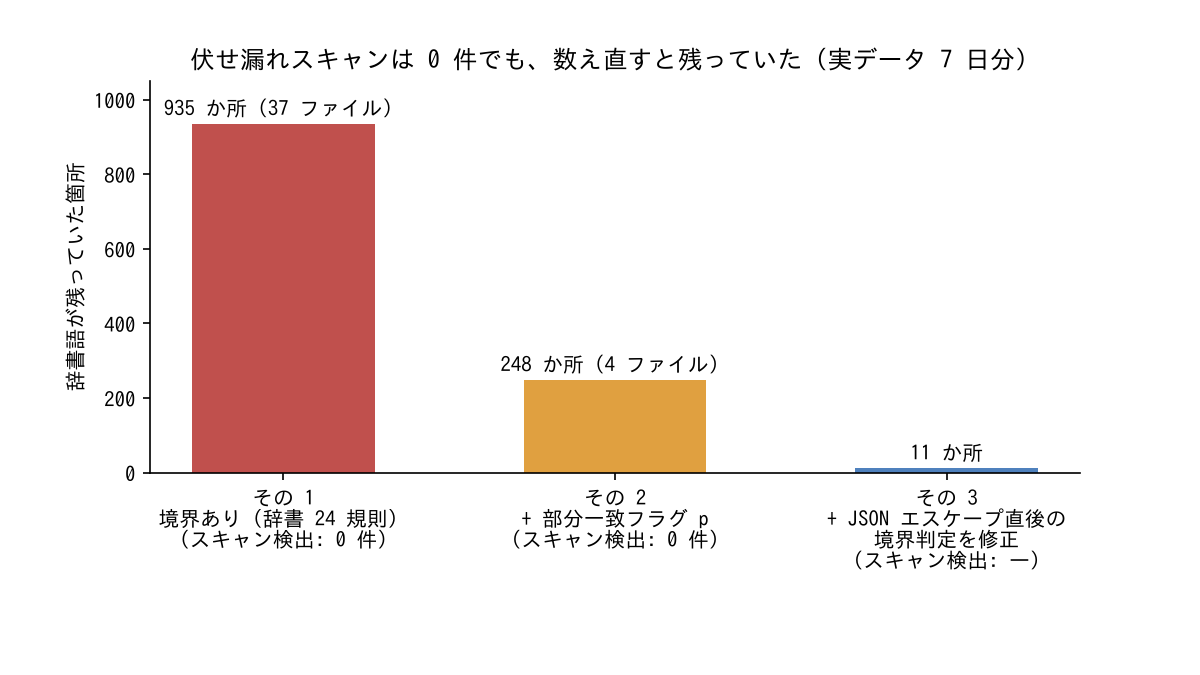 伏せ漏れスキャンは 0 件でも、数え直すと残っていた（実データ 7 日分）
辞書語が残っていた箇所
1000
800
600
400
200
0
935 か所（37 ファイル）
248 か所（4 ファイル）
11 か所
その 1
境界あり（辞書 24 規則）
（スキャン検出: 0 件）
その 2
+ 部分一致フラグ p
（スキャン検出: 0 件）
その 3
+ JSON エスケープ直後の
境界判定を修正
（スキャン検出: —）